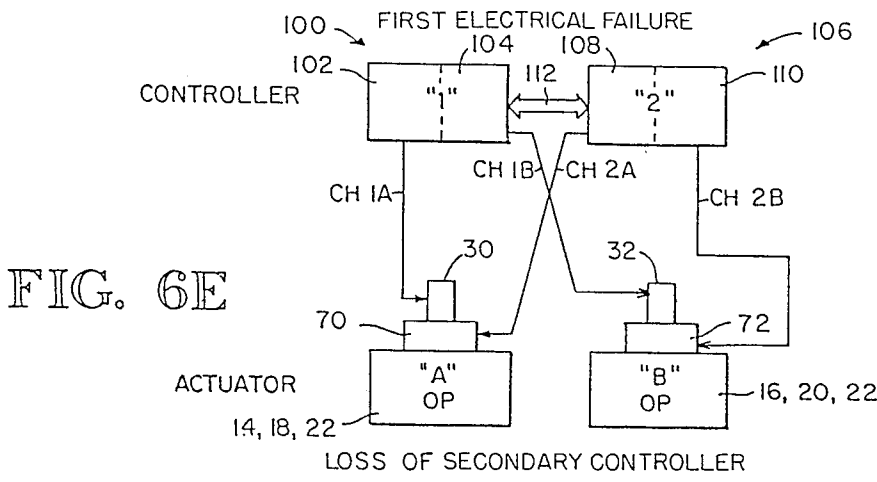 FIRST ELECTRICAL FAILURE
100 104 108 106
102 112 110
CONTROLLER "1" "2"
CH 1A CH 1B CH 2A CH 2B
30 32
FIG. 6E
70 72
ACTUATOR "A" "B"
OP OP 16, 20, 22
14, 18, 22
LOSS OF SECONDARY CONTROLLER